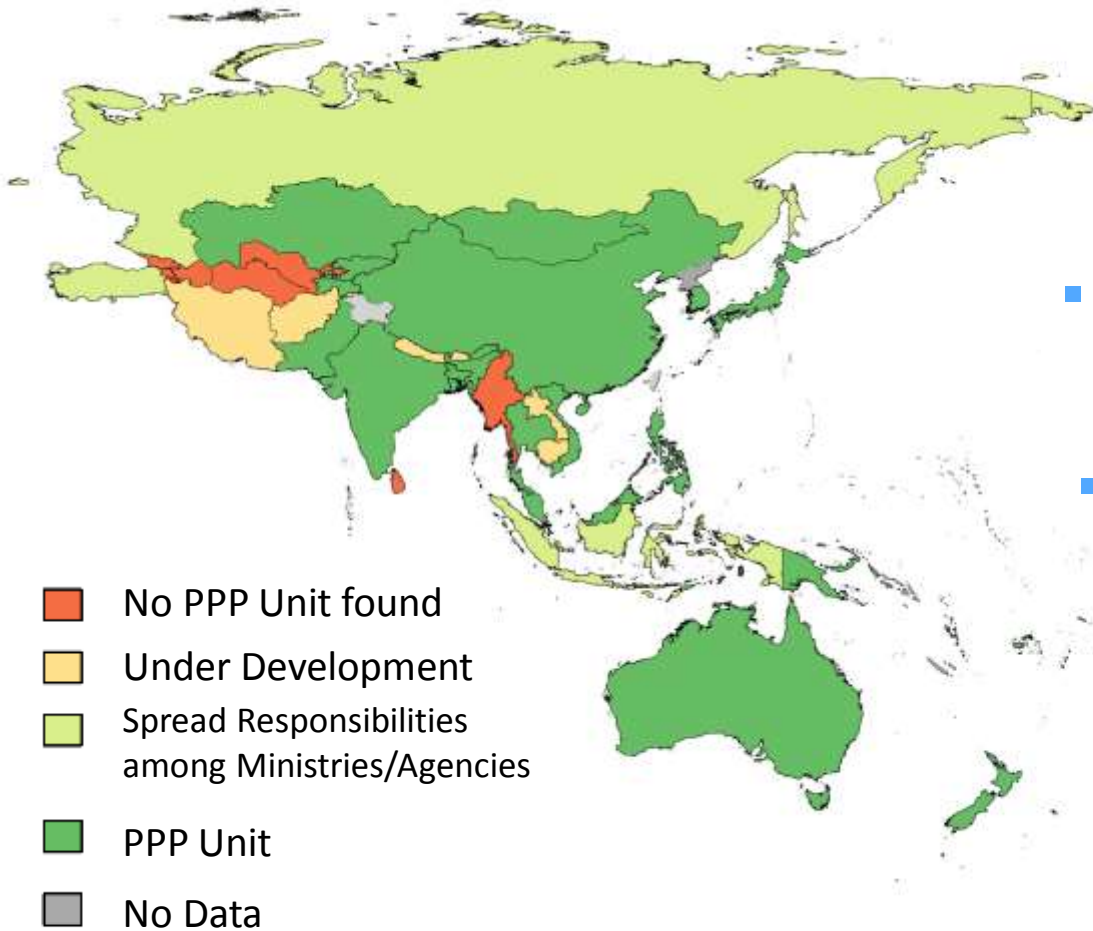 No PPP Unit found
Under Development
Spread Responsibilities
among Ministries/Agencies
PPP Unit
No Data